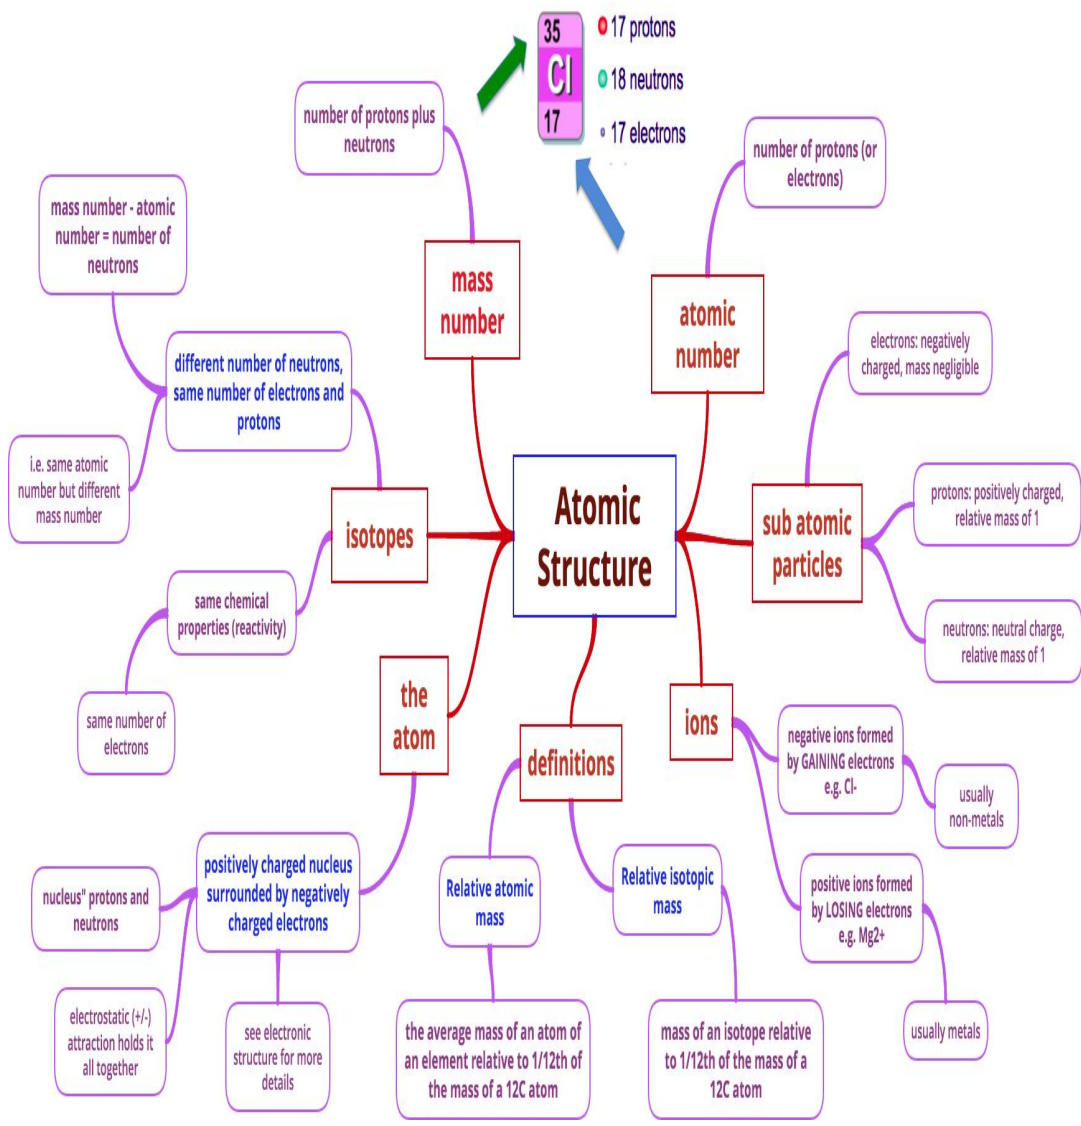 35
Cl
17
17 protons
18 neutrons
17 electrons
number of protons plus
neutrons
number of protons (or
electrons)
mass number - atomic
number = number of
neutrons
mass
number
atomic
number
different number of neutrons,
same number of electrons and
protons
electrons: negatively
charged, mass negligible
i.e. same atomic
number but different
mass number
isotopes
Atomic
Structure
sub atomic
particles
protons: positively charged,
relative mass of 1
same chemical
properties (reactivity)
neutrons: neutral charge,
relative mass of 1
same number of
electrons
the
atom
definitions
ions
negative ions formed
by GAINING electrons
e.g. Cl-
usually
non-metals
positively charged nucleus
surrounded by negatively
charged electrons
nucleus" protons and
neutrons
Relative atomic
mass
Relative isotopic
mass
positive ions formed
by LOSING electrons
e.g. Mg2+
electrostatic (+/-)
attraction holds it
all together
see electronic
structure for more
details
the average mass of an atom of
an element relative to 1/12th of
the mass of a 12C atom
mass of an isotope relative
to 1/12th of the mass of a
12C atom
usually metals